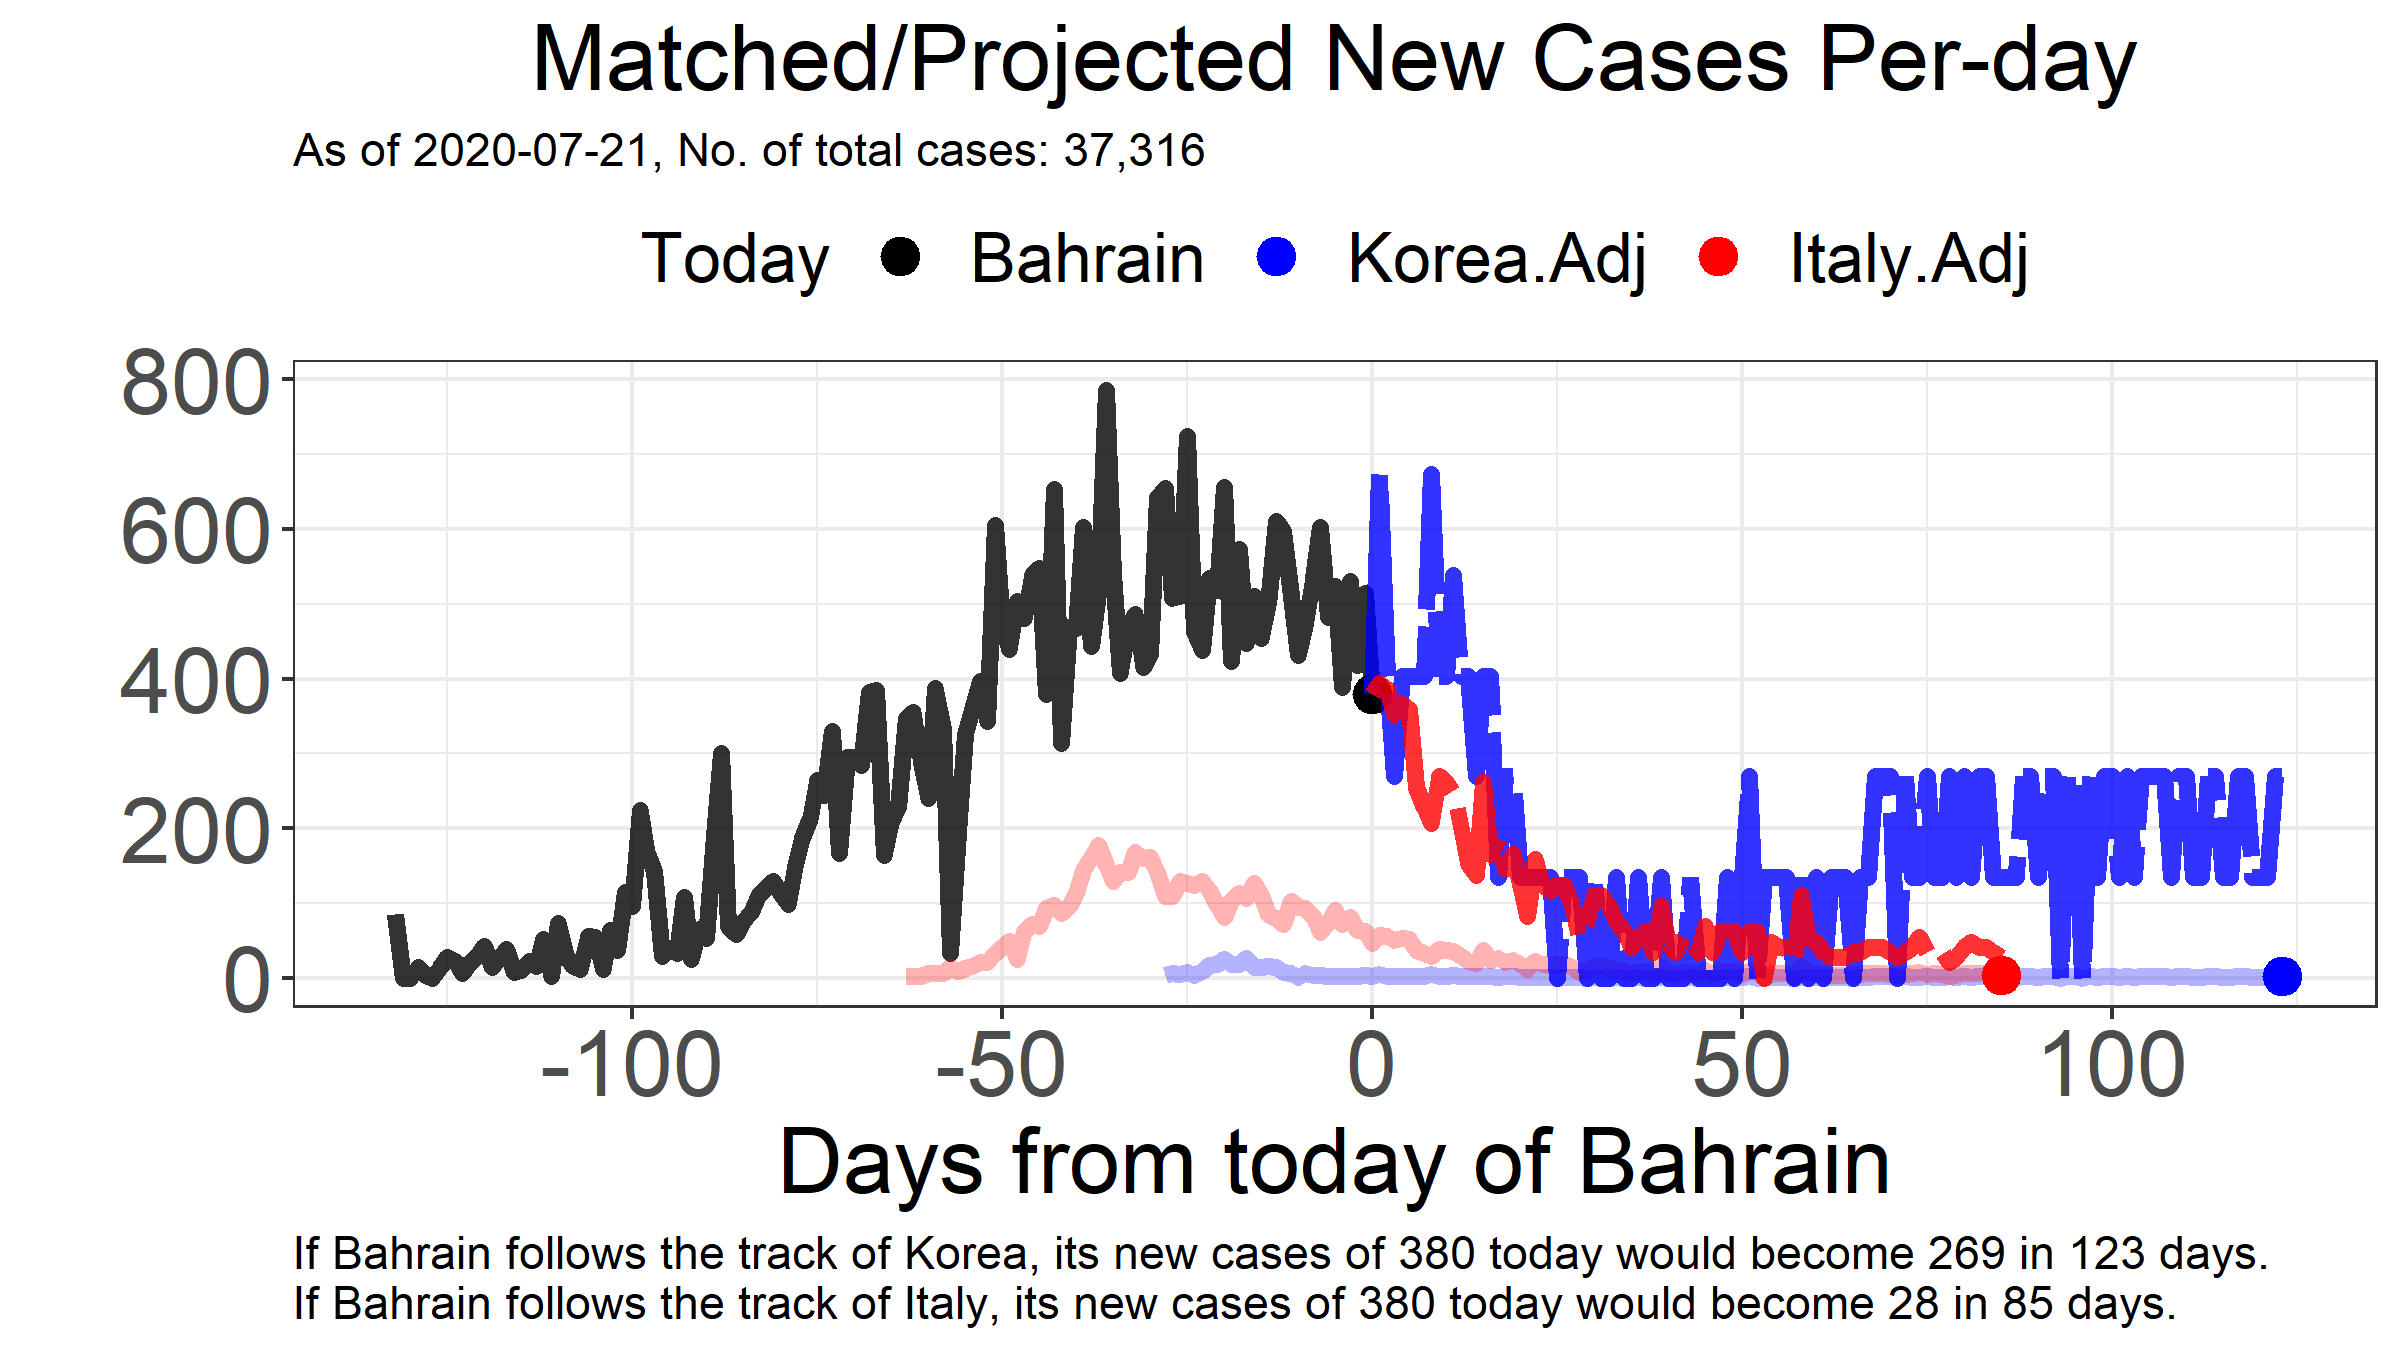 Matched/Projected New Cases Per-day
As of 2020-07-21, No. of total cases: 37,316
Today Bahrain Korea.Adj Italy.Adj
800
600
400
200
0
-100 -50 0 50 100
Days from today of Bahrain
If Bahrain follows the track of Korea, its new cases of 380 today would become 269 in 123 days.
If Bahrain follows the track of Italy, its new cases of 380 today would become 28 in 85 days.